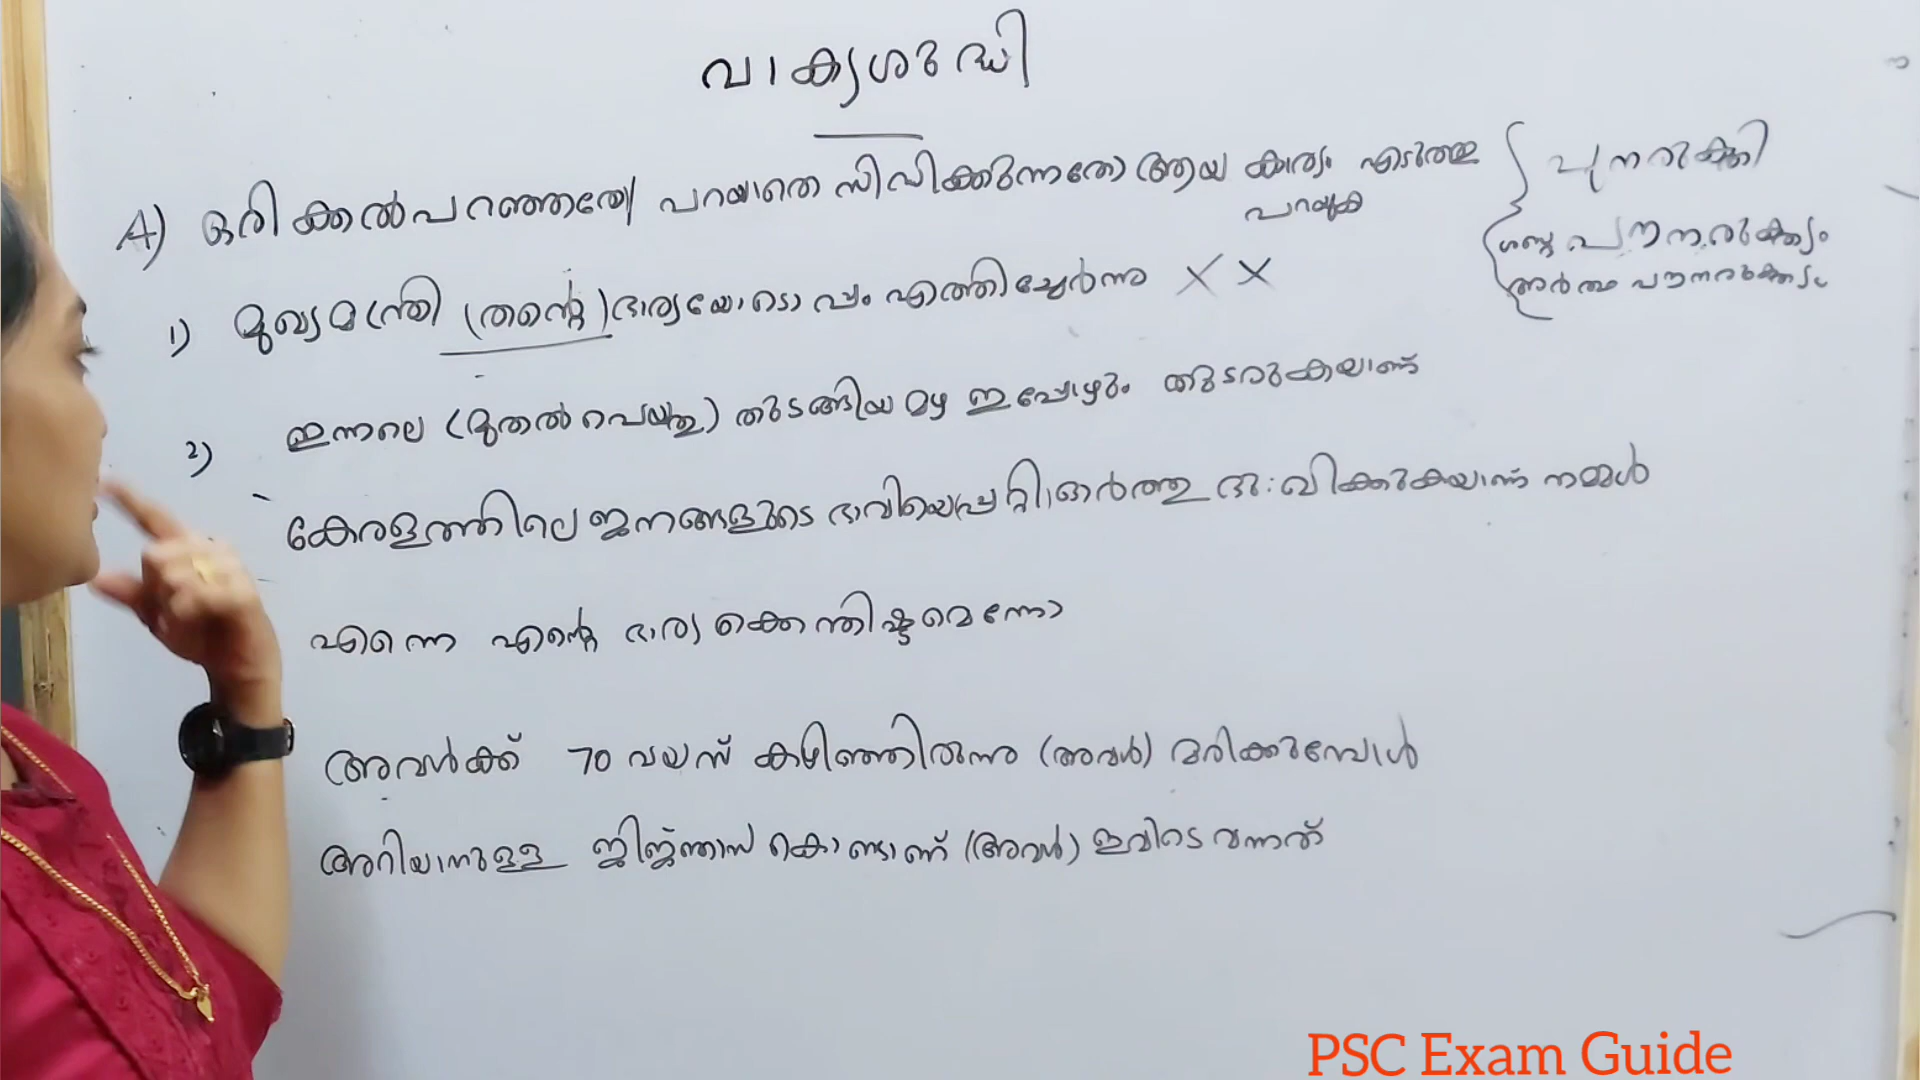 വാക്യശുദ്ധി
A) ഒരിക്കൽ പറഞ്ഞതോ പറയാതെ സിദ്ധിക്കുന്നതോ ആയ കാര്യം എടുത്തു പറയുക
പുനരുക്തി
ശബ്ദ പൗനരുക്ത്യം
അർത്ഥ പൗനരുക്ത്യം
1) മുഖ്യമന്ത്രി (തന്റെ) ഭാര്യയോടൊപ്പം എത്തിച്ചേർന്നു X X
2) ഇന്നലെ (മുതൽ പെയ്തു) തുടങ്ങിയ മഴ ഇപ്പോഴും തുടരുകയാണ്
കേരളത്തിലെ ജനങ്ങളുടെ ഭാവിയെപ്പറ്റി ഓർത്തു ദുഃഖിക്കുകയാണ് നമ്മൾ
എന്നെ എന്റെ ഭാര്യക്കെന്തിഷ്ടമെന്നോ
അവൾക്ക് 70 വയസ് കഴിഞ്ഞിരുന്നു (അവൾ) മരിക്കുമ്പോൾ
അറിയാനുള്ള ജിജ്ഞാസ കൊണ്ടാണ് (അവൻ) ഇവിടെ വന്നത്
PSC Exam Guide